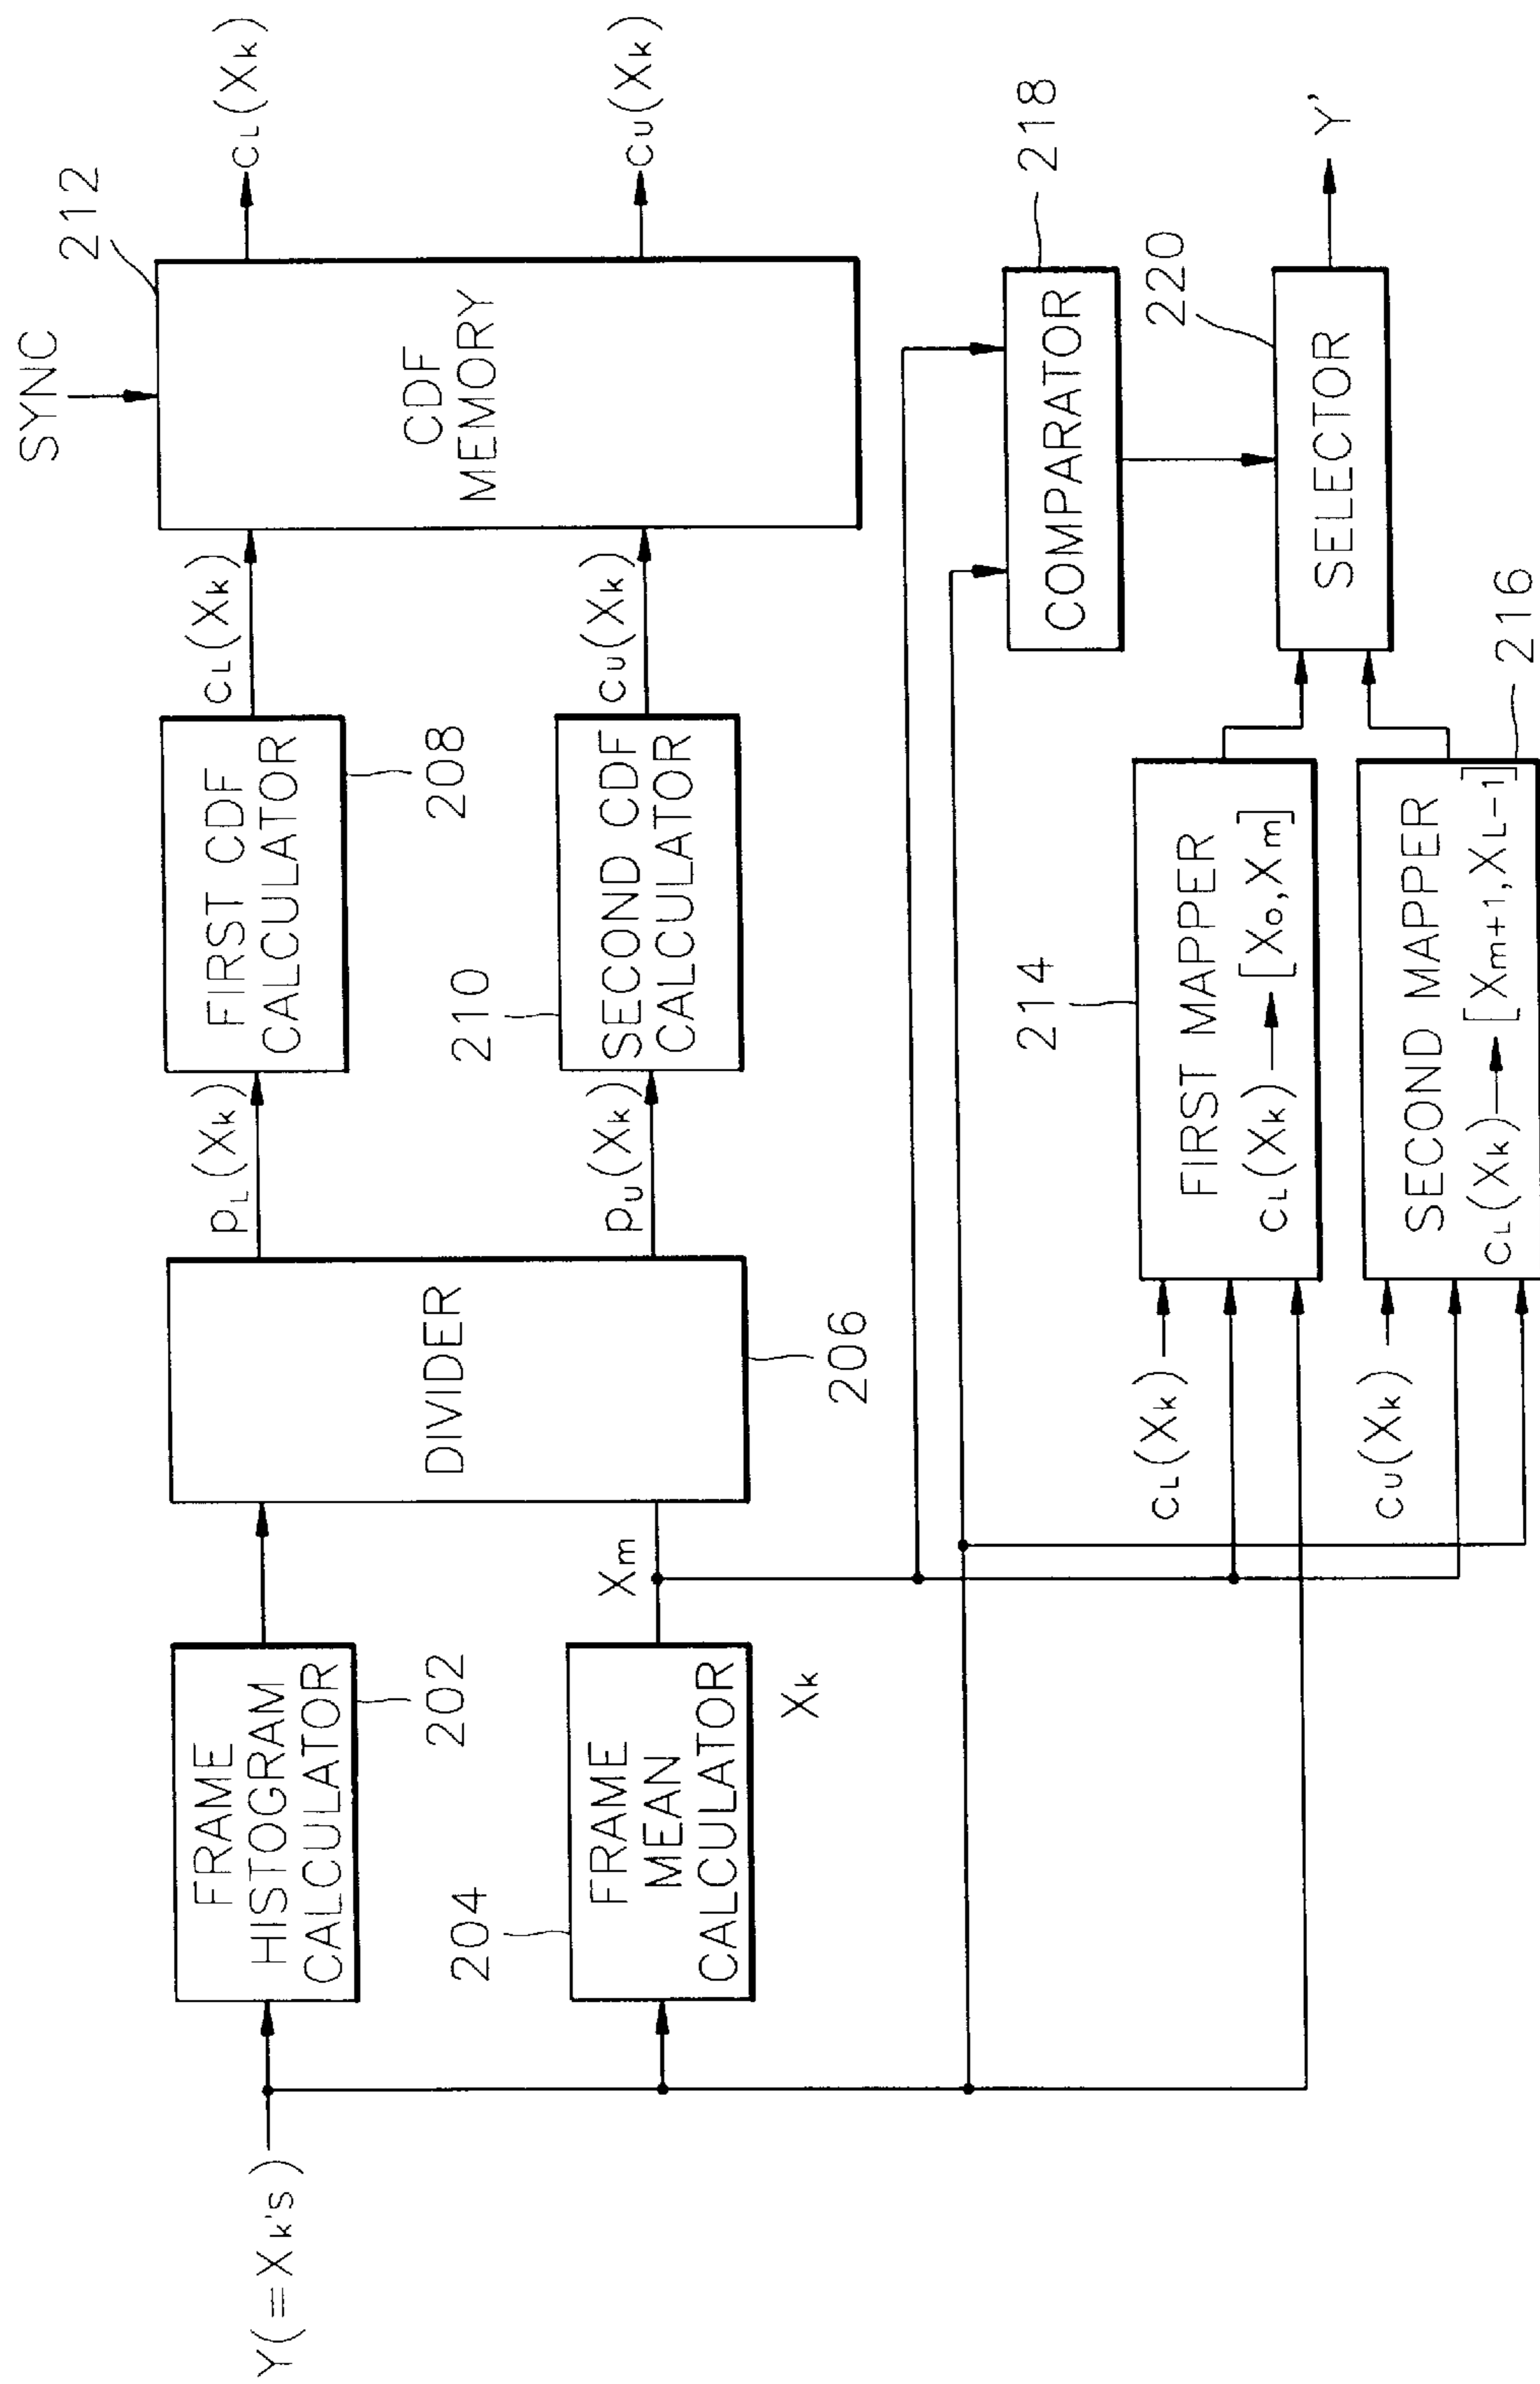 Y(=Xk's)
FRAME
HISTOGRAM
CALCULATOR
202
204
FRAME
MEAN
CALCULATOR
Xk
Xm
DIVIDER
206
pL(Xk)
pU(Xk)
FIRST CDF
CALCULATOR
208
210
SECOND CDF
CALCULATOR
cL(Xk)
cU(Xk)
SYNC
212
CDF
MEMORY
cL(Xk)
cU(Xk)
cL(Xk)
cU(Xk)
214
FIRST MAPPER
cL(Xk)→[X0,Xm]
SECOND MAPPER
cL(Xk)→[Xm+1,XL-1]
216
COMPARATOR
218
220
SELECTOR
Y'